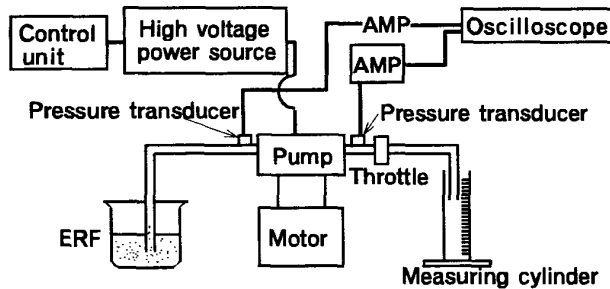 Control
unit
High voltage
power source
AMP
Oscilloscope
AMP
Pressure transducer
Pressure transducer
Pump
Throttle
ERF
Motor
Measuring cylinder